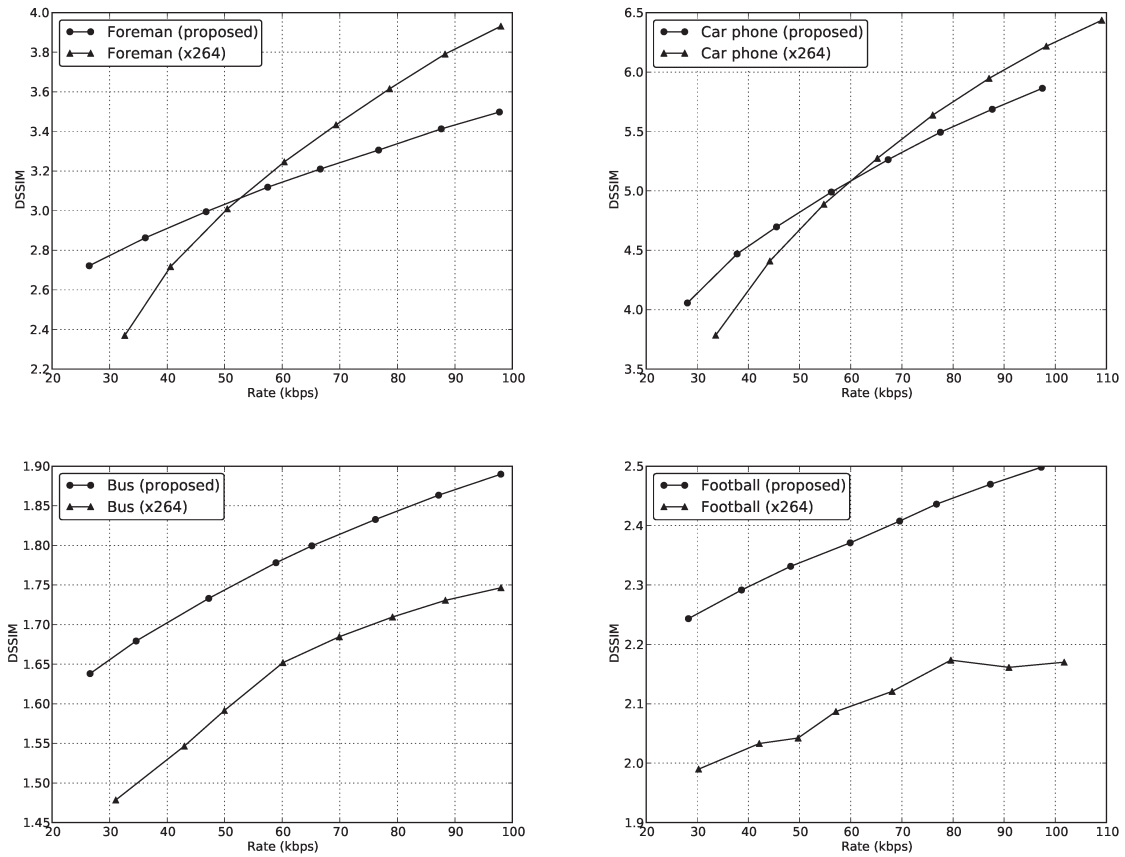 4.0
3.8
3.6
3.4
3.2
3.0
2.8
2.6
2.4
2.2
DSSIM
Foreman (proposed)
Foreman (x264)
20 30 40 50 60 70 80 90 100
Rate (kbps)
6.5
6.0
5.5
5.0
4.5
4.0
3.5
DSSIM
Car phone (proposed)
Car phone (x264)
20 30 40 50 60 70 80 90 100 110
Rate (kbps)
1.90
1.85
1.80
1.75
1.70
1.65
1.60
1.55
1.50
1.45
DSSIM
Bus (proposed)
Bus (x264)
20 30 40 50 60 70 80 90 100
Rate (kbps)
2.5
2.4
2.3
2.2
2.1
2.0
1.9
DSSIM
Football (proposed)
Football (x264)
20 30 40 50 60 70 80 90 100 110
Rate (kbps)